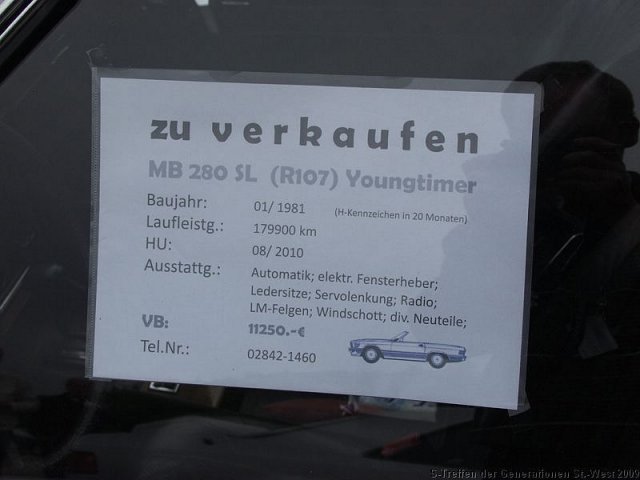 zu verkaufen
MB 280 SL (R107) Youngtimer
Baujahr: 01/ 1981 (H-Kennzeichen in 20 Monaten)
Laufleistg.: 179900 km
HU: 08/ 2010
Ausstattg.: Automatik; elektr. Fensterheber;
Ledersitze; Servolenkung; Radio;
LM-Felgen; Windschott; div. Neuteile;
VB: 11250.-€
Tel.Nr.: 02842-1460
S-Treffen der Generationen St.-West 2009